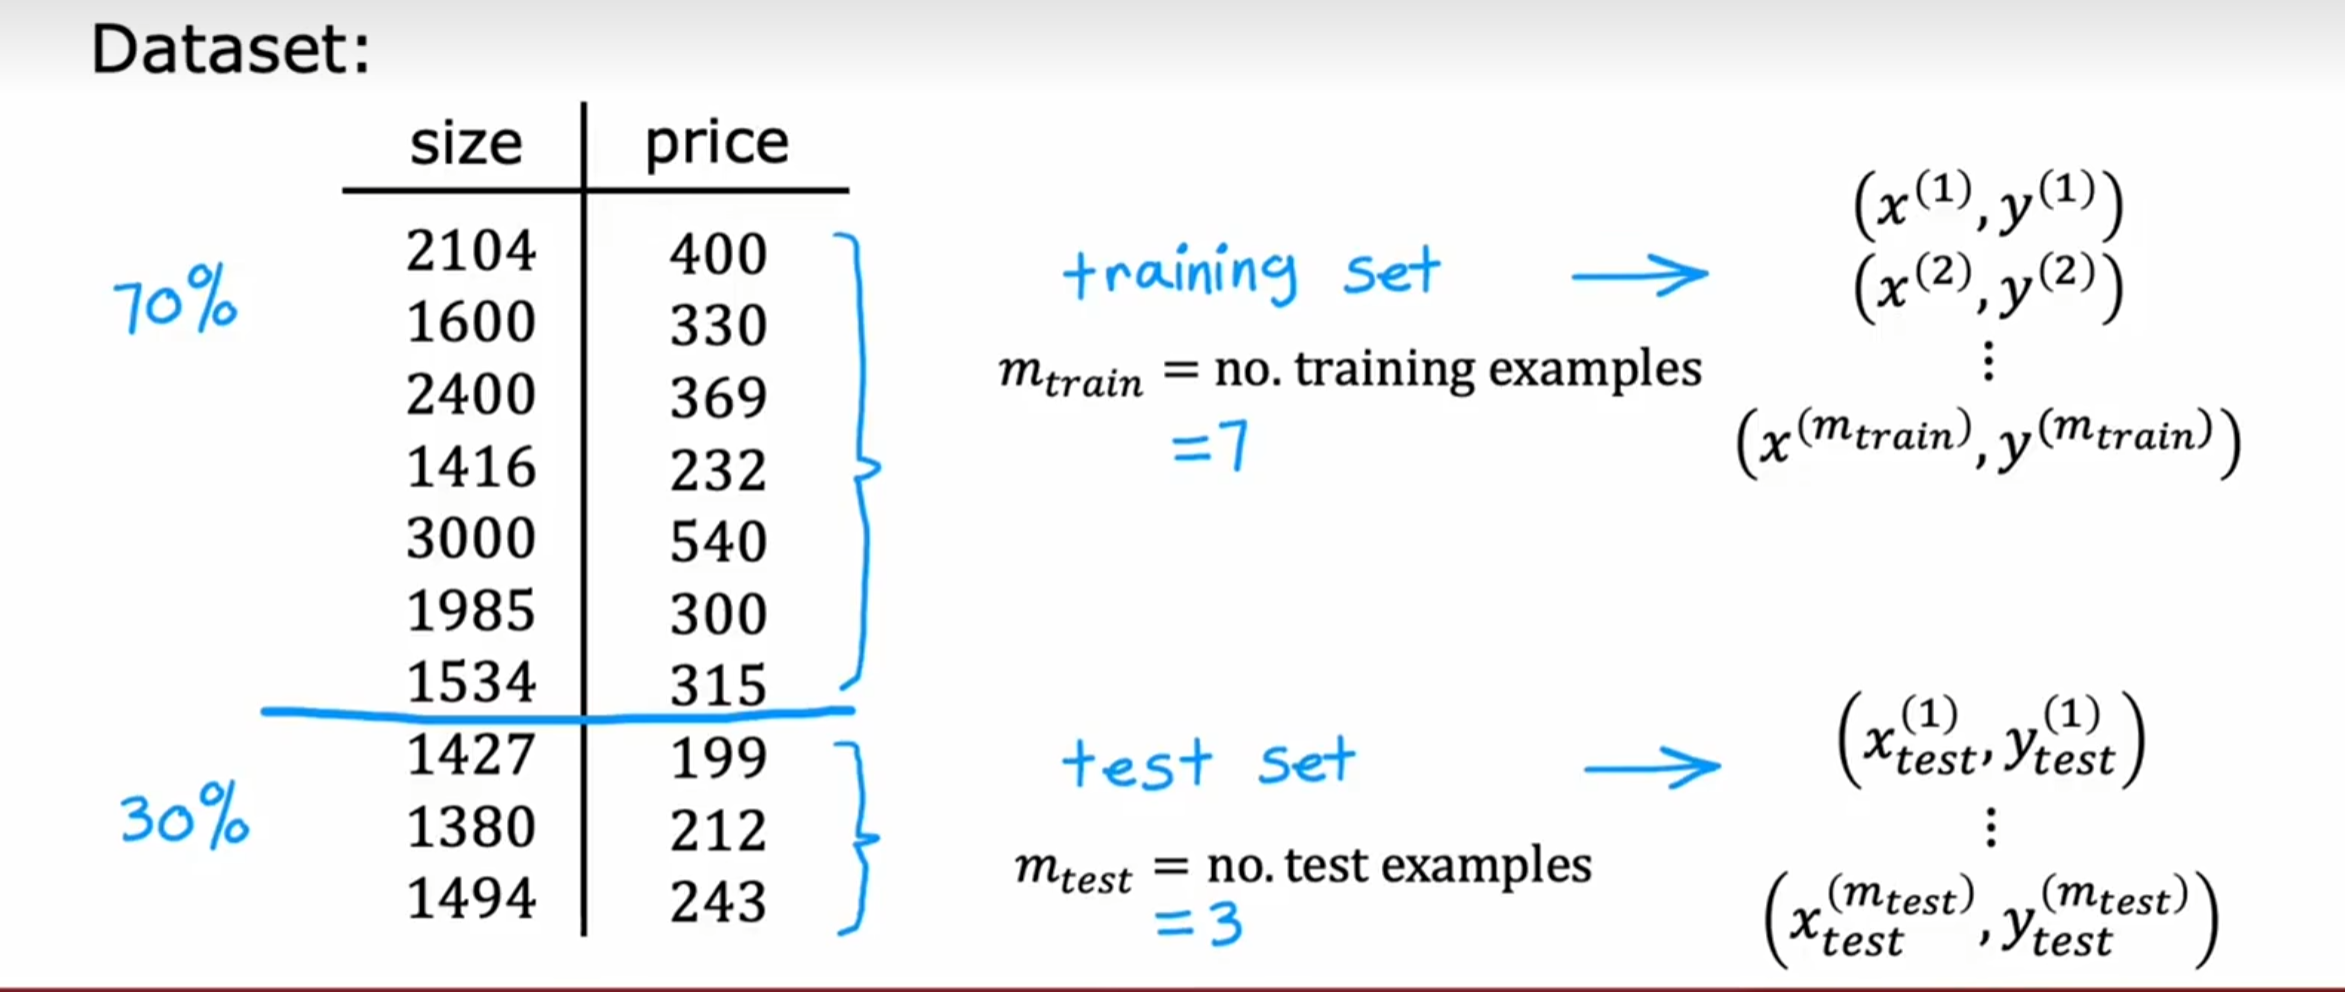 Dataset:
size price
2104 400
70%
1600 330
2400 369
1416 232
3000 540
1985 300
1534 315
training set → (x^(1), y^(1))
(x^(2), y^(2))
⋮
m_train = no. training examples
=7
(x^(m_train), y^(m_train))
1427 199
30%
1380 212
1494 243
test set → (x_test^(1), y_test^(1))
⋮
m_test = no. test examples
=3
(x_test^(m_test), y_test^(m_test))